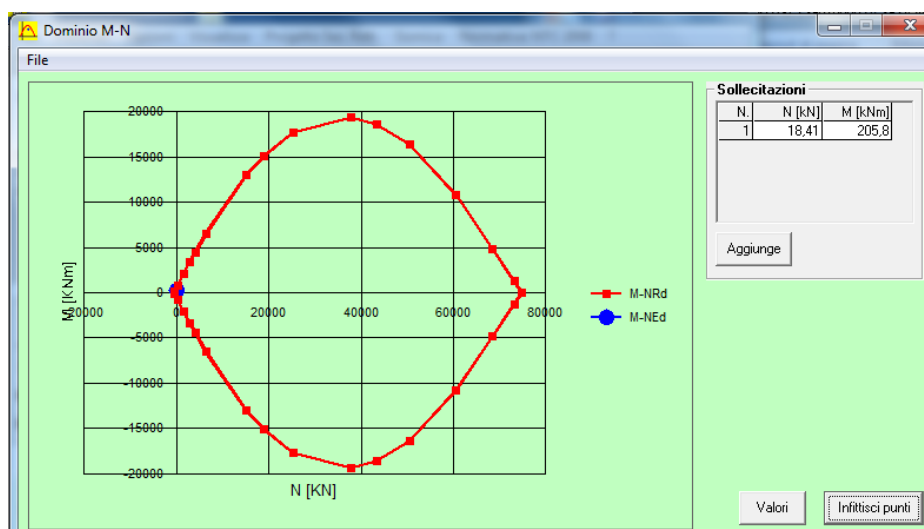 Dominio M-N
File
20000
15000
10000
5000
0
-5000
-10000
-15000
-20000
M [KNm]
20000 0 20000 40000 60000 80000
N [KN]
M-NRd
M-NEd
Sollecitazioni
N. N [kN] M [kNm]
1 18,41 205,8
Aggiunge
Valori
Infittisci punti